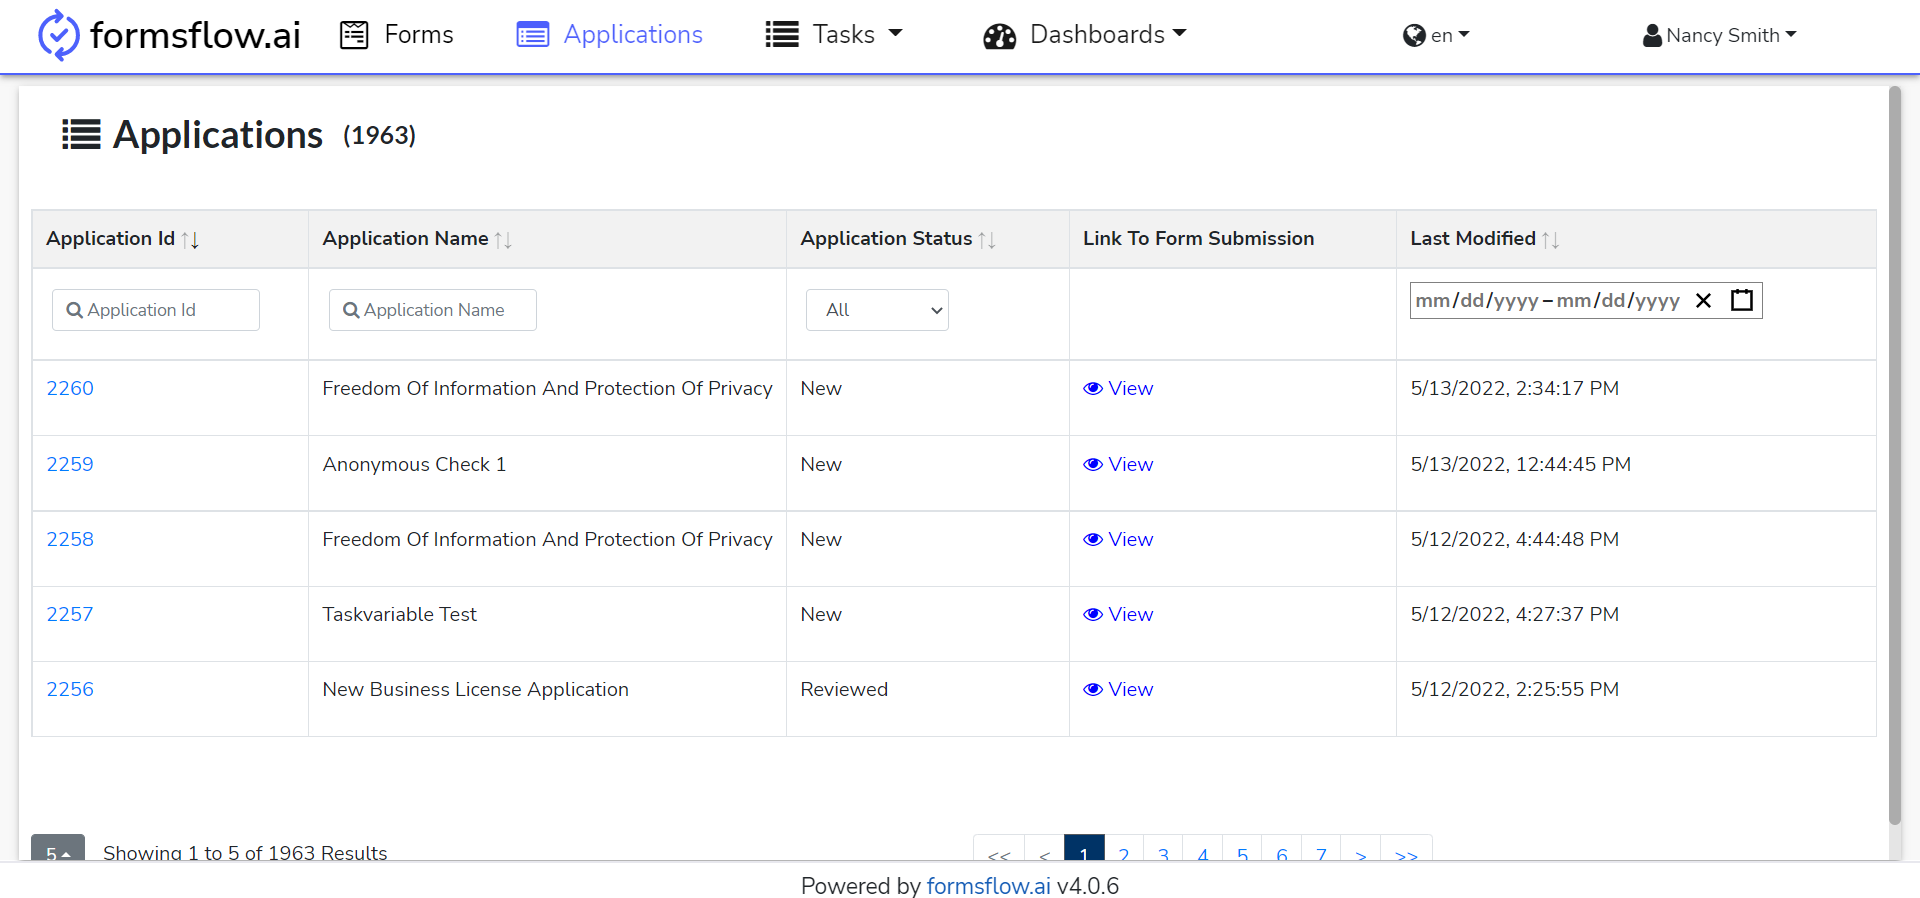 formsflow.ai Forms Applications Tasks Dashboards en Nancy Smith
Applications (1963)
Application Id Application Name Application Status Link To Form Submission Last Modified
Application Id Application Name All mm/dd/yyyy – mm/dd/yyyy
2260 Freedom Of Information And Protection Of Privacy New View 5/13/2022, 2:34:17 PM
2259 Anonymous Check 1 New View 5/13/2022, 12:44:45 PM
2258 Freedom Of Information And Protection Of Privacy New View 5/12/2022, 4:44:48 PM
2257 Taskvariable Test New View 5/12/2022, 4:27:37 PM
2256 New Business License Application Reviewed View 5/12/2022, 2:25:55 PM
5 Showing 1 to 5 of 1963 Results << < 1 2 3 4 5 6 7 > >>
Powered by formsflow.ai v4.0.6